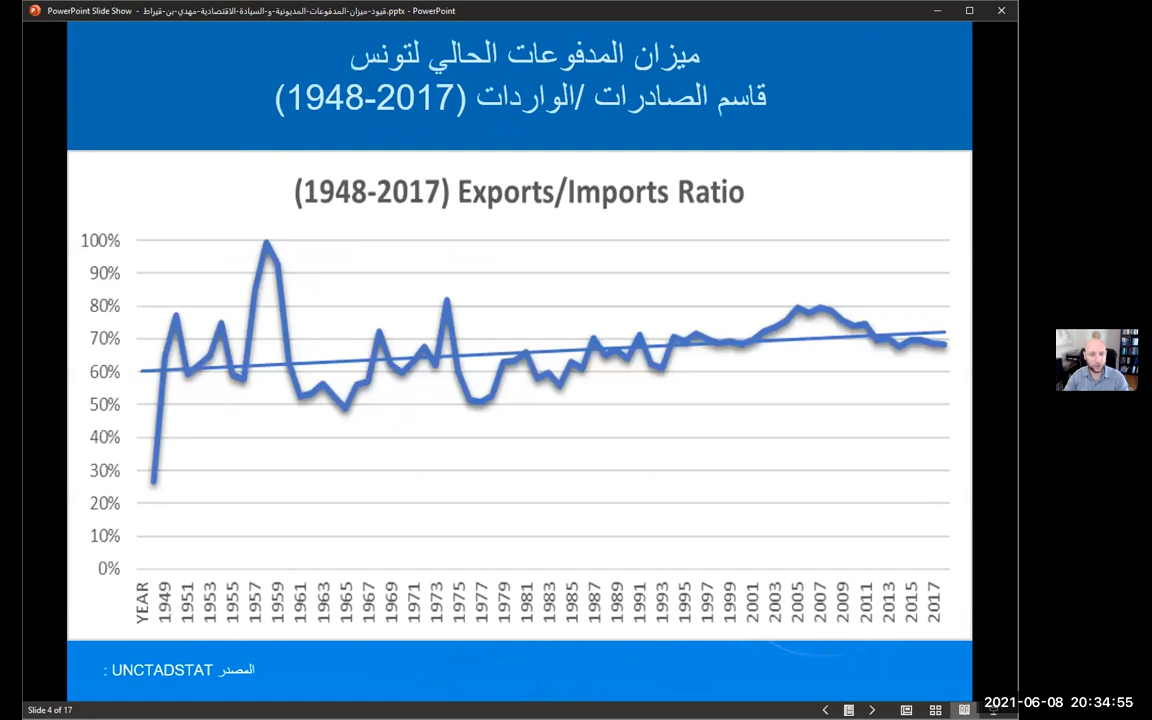 PowerPoint Slide Show - قيود-ميزان-المدفوعات-المديونية-و-السيادة-الاقتصادية-مهدي-بن-قيراط.pptx - PowerPoint
ميزان المدفوعات الحالي لتونس
قاسم الصادرات /الواردات (1948-2017)
(1948-2017) Exports/Imports Ratio
100%
90%
80%
70%
60%
50%
40%
30%
20%
10%
0%
YEAR 1949 1951 1953 1955 1957 1959 1961 1963 1965 1967 1969 1971 1973 1975 1977 1979 1981 1983 1985 1987 1989 1991 1993 1995 1997 1999 2001 2003 2005 2007 2009 2011 2013 2015 2017
المصدر UNCTADSTAT :
Slide 4 of 17
2021-06-08 20:34:55